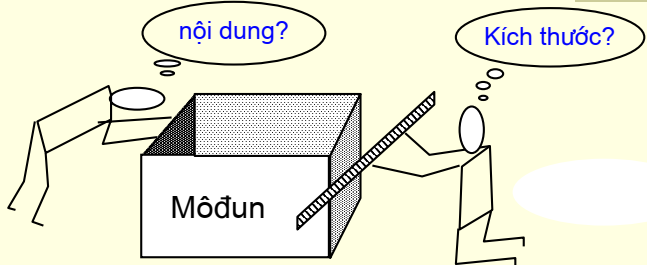 nội dung?
Kích thước?
Môđun